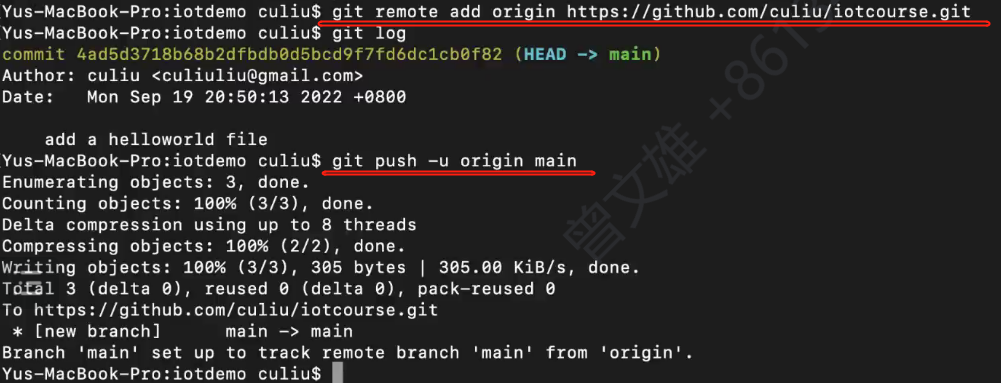 (Yus-MacBook-Pro:iotdemo culiu$ git remote add origin https://github.com/culiu/iotcourse.git
(Yus-MacBook-Pro:iotdemo culiu$ git log
commit 4ad5d3718b68b2dfbdb0d5bcd9f7fd6dc1cb0f82 (HEAD -> main)
Author: culiu <culiuliu@gmail.com>
Date:   Mon Sep 19 20:50:13 2022 +0800
    add a helloworld file
(Yus-MacBook-Pro:iotdemo culiu$ git push -u origin main
Enumerating objects: 3, done.
Counting objects: 100% (3/3), done.
Delta compression using up to 8 threads
Compressing objects: 100% (2/2), done.
Writing objects: 100% (3/3), 305 bytes | 305.00 KiB/s, done.
Total 3 (delta 0), reused 0 (delta 0), pack-reused 0
To https://github.com/culiu/iotcourse.git
 * [new branch]      main -> main
Branch 'main' set up to track remote branch 'main' from 'origin'.
Yus-MacBook-Pro:iotdemo culiu$
曾文雄 +861